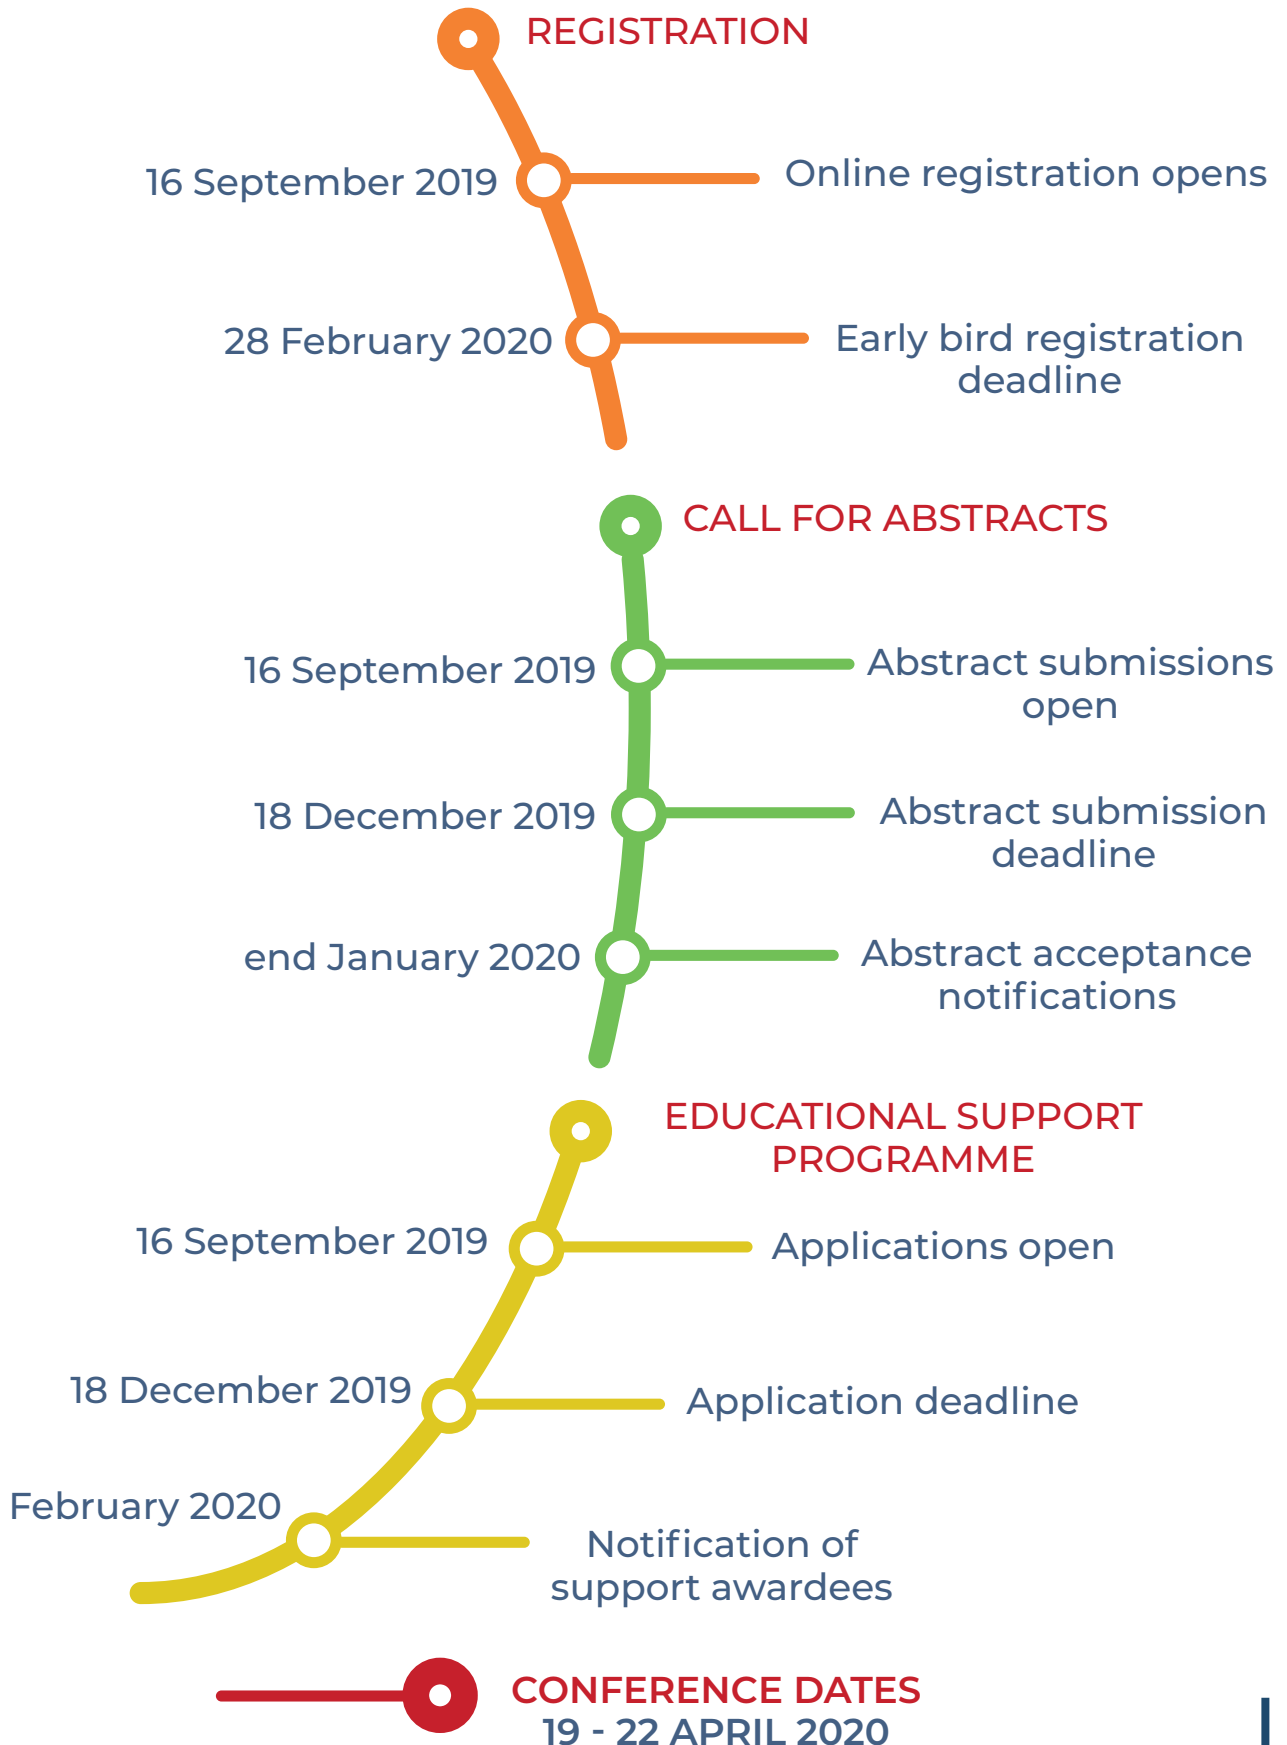 REGISTRATION
16 September 2019
Online registration opens
28 February 2020
Early bird registration
deadline
CALL FOR ABSTRACTS
16 September 2019
Abstract submissions
open
18 December 2019
Abstract submission
deadline
end January 2020
Abstract acceptance
notifications
EDUCATIONAL SUPPORT
PROGRAMME
16 September 2019
Applications open
18 December 2019
Application deadline
February 2020
Notification of
support awardees
CONFERENCE DATES
19 - 22 APRIL 2020